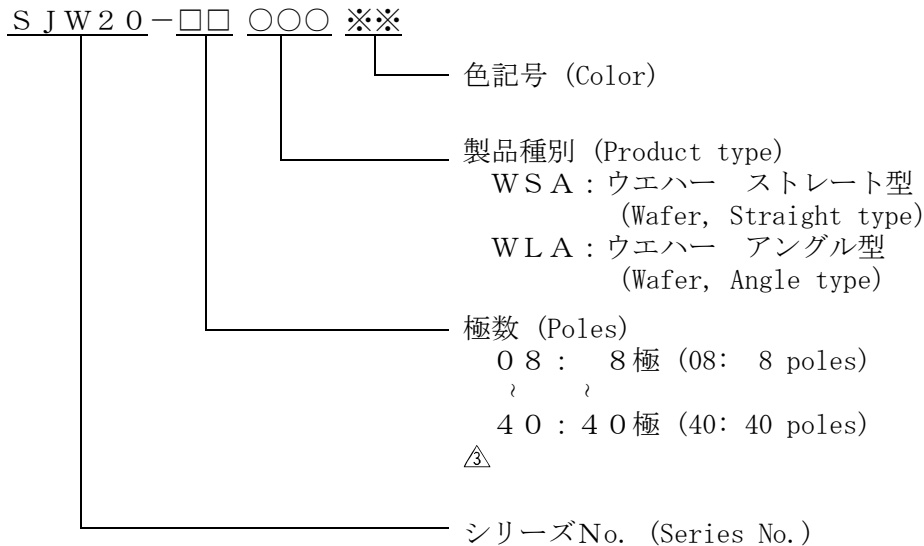 ＳＪＷ２０－□□ ○○○ ※※
色記号 (Color)
製品種別 (Product type)
ＷＳＡ：ウエハー　ストレート型
(Wafer, Straight type)
ＷＬＡ：ウエハー　アングル型
(Wafer, Angle type)
極数 (Poles)
０８：　８極 (08:  8 poles)
～　～
４０：４０極 (40: 40 poles)
3
シリーズNo. (Series No.)